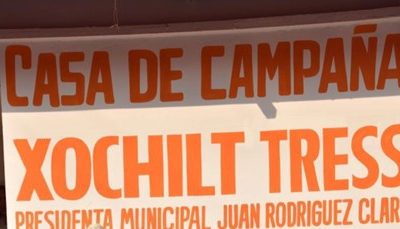 CASA DE CAMPAÑA
XOCHILT TRESS
PRESIDENTA MUNICIPAL JUAN RODRIGUEZ CLAR